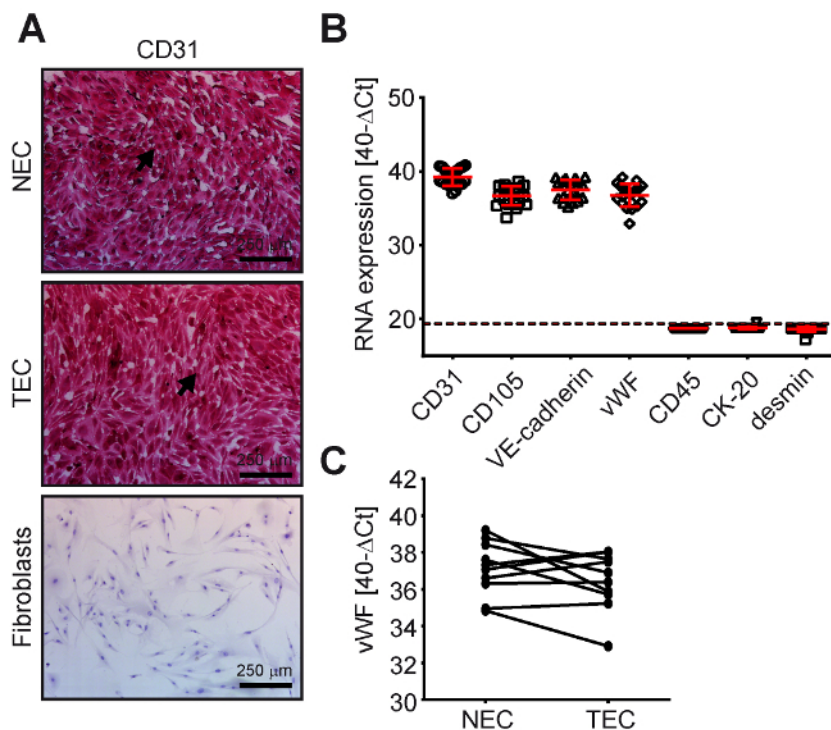 A
CD31
NEC
250 μm
TEC
250 μm
Fibroblasts
250 μm
B
RNA expression [40-ΔCt]
50
40
30
20
CD31
CD105
VE-cadherin
vWF
CD45
CK-20
desmin
C
vWF [40-ΔCt]
42
40
38
36
34
32
30
NEC
TEC